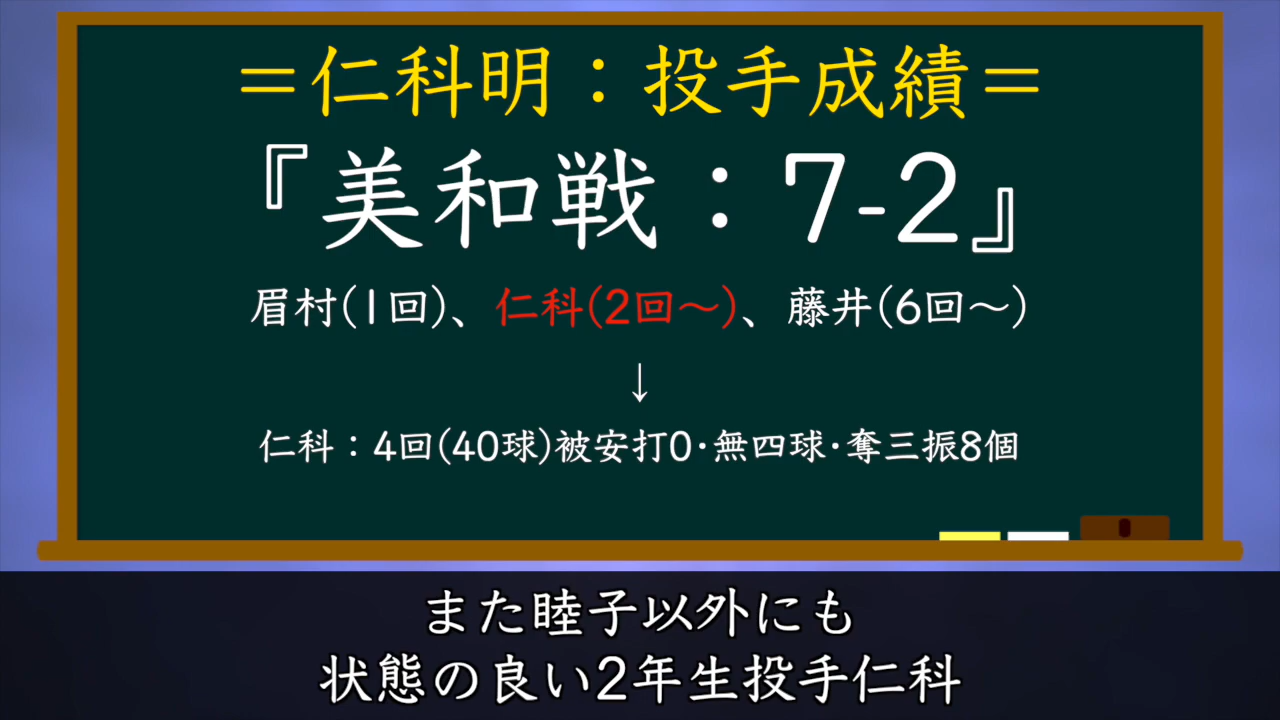 ＝仁科明：投手成績＝
『美和戦：7-2』
眉村(1回)、仁科(2回～)、藤井(6回～)
↓
仁科：4回(40球)被安打0・無四球・奪三振8個
また睦子以外にも
状態の良い2年生投手仁科